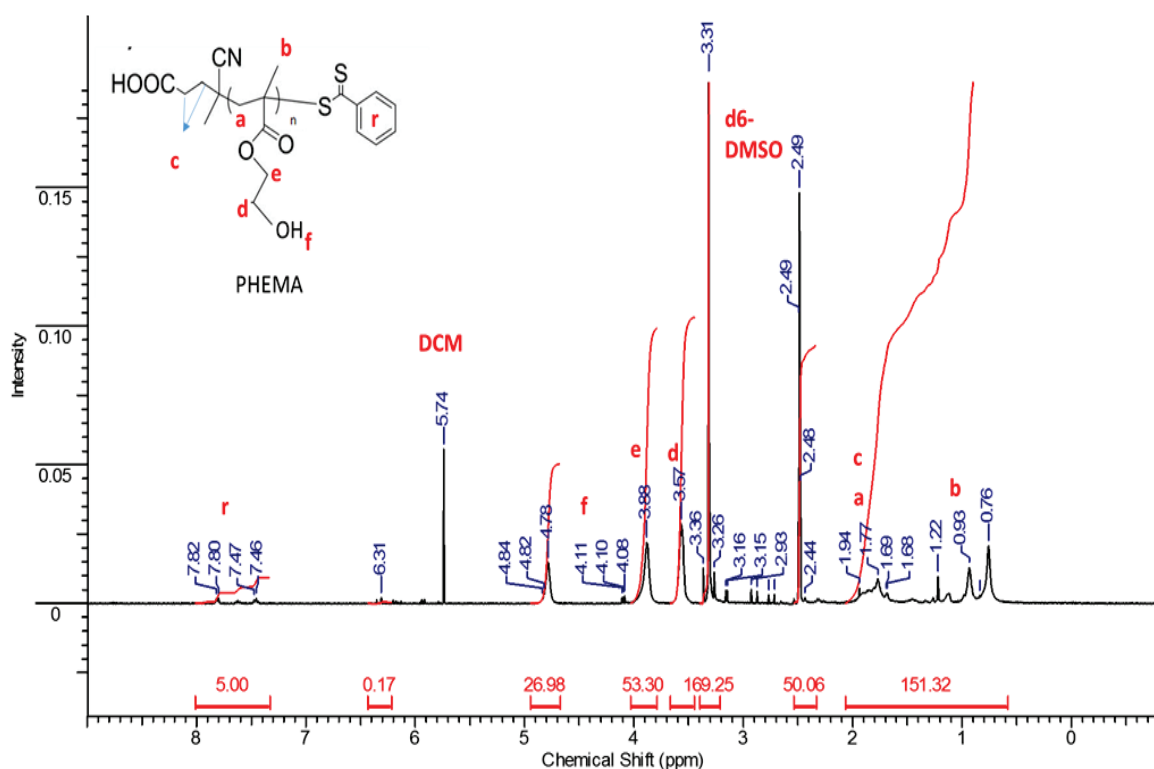 CN
b
S
HOOC
n
S
a
O
r
c
O
e
d
OH
f
PHEMA
d6-
DMSO
DCM
r
f
e
d
c
a
b
7.82
7.80
7.47
7.46
6.31
5.74
4.84
4.82
4.78
4.11
4.10
4.08
3.88
3.57
3.36
3.31
3.26
3.16
3.15
2.93
2.49
2.49
2.48
2.44
1.94
1.77
1.69
1.68
1.22
0.93
0.76
0.15
0.10
0.05
0
Intensity
5.00
0.17
26.98
53.30
169.25
50.06
151.32
8
7
6
5
4
3
2
1
0
Chemical Shift (ppm)